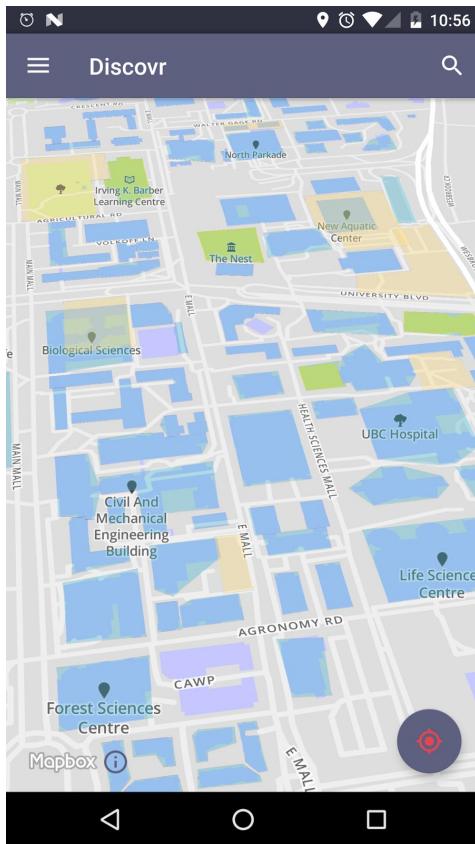 10:56
Discovr
CRESCENT RD
WALTER GAGE RD
North Parkade
MAIN MALL
Irving K. Barber
Learning Centre
AGRICULTURAL RD
VOLKOFF LN
New Aquatic
Center
The Nest
MAIN MALL
E MALL
UNIVERSITY BLVD
Biological Sciences
HEALTH SCIENCES MALL
UBC Hospital
MAIN MALL
Civil And
Mechanical
Engineering
Building
E MALL
Life Science
Centre
AGRONOMY RD
CAWP
Forest Sciences
Centre
Mapbox
E MALL